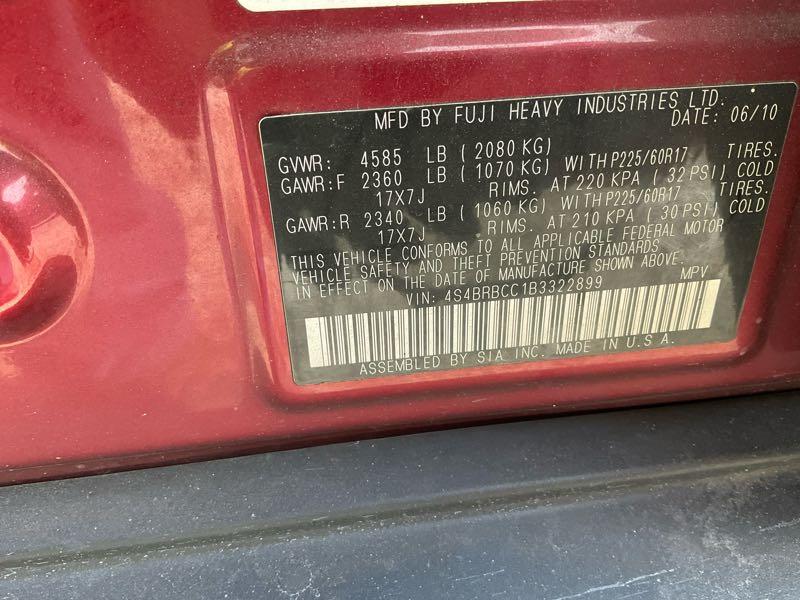 MFD BY FUJI HEAVY INDUSTRIES LTD.
DATE: 06/10
GVWR: 4585 LB ( 2080 KG)
GAWR:F 2360 LB ( 1070 KG) WITH P225/60R17 TIRES.
17X7J RIMS. AT 220 KPA ( 32 PSI) COLD
GAWR:R 2340 LB ( 1060 KG) WITH P225/60R17 TIRES.
17X7J RIMS. AT 210 KPA ( 30 PSI) COLD
THIS VEHICLE CONFORMS TO ALL APPLICABLE FEDERAL MOTOR
VEHICLE SAFETY AND THEFT PREVENTION STANDARDS
IN EFFECT ON THE DATE OF MANUFACTURE SHOWN ABOVE.
VIN: 4S4BRBCC1B3322899 MPV
ASSEMBLED BY SIA INC. MADE IN U.S.A.